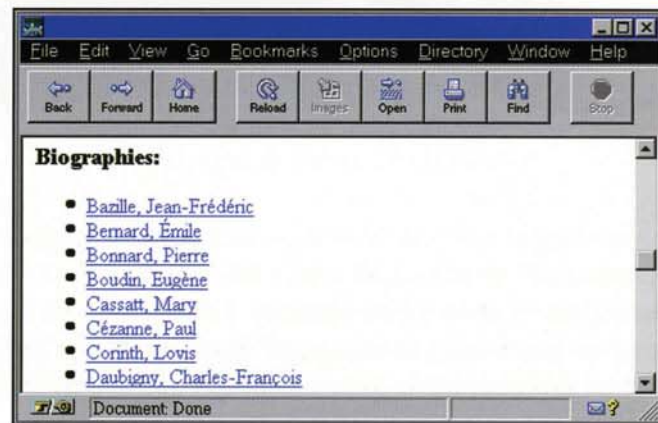 File Edit View Go Bookmarks Options Directory Window Help
Back Forward Home Reload Images Open Print Find Stop
Biographies:
Bazille, Jean-Frédéric
Bernard, Émile
Bonnard, Pierre
Boudin, Eugène
Cassatt, Mary
Cézanne, Paul
Corinth, Lovis
Daubigny, Charles-François
Document: Done